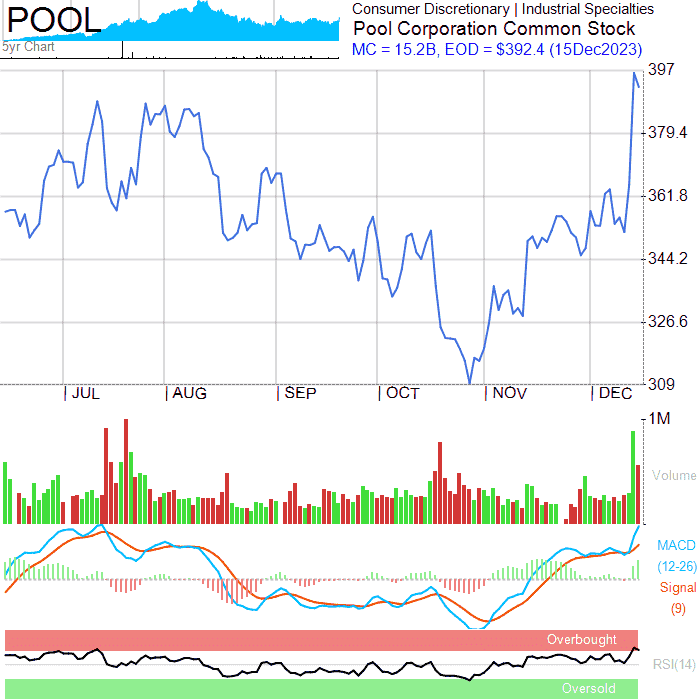 POOL
5yr Chart
Consumer Discretionary | Industrial Specialties
Pool Corporation Common Stock
MC = 15.2B, EOD = $392.4 (15Dec2023)
397
379.4
361.8
344.2
326.6
309
JUL
AUG
SEP
OCT
NOV
DEC
1M
Volume
MACD
(12-26)
Signal
(9)
Overbought
RSI(14)
Oversold